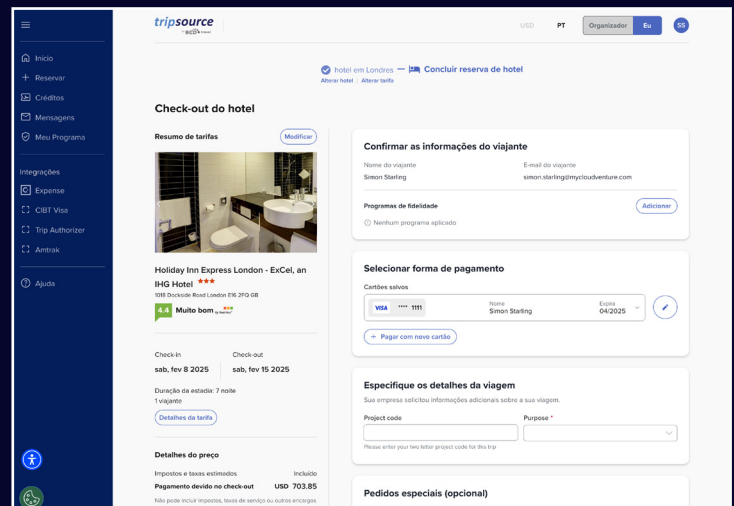 tripsource
BCD travel
USD
PT
Organizador
Eu
SS
Início
Reservar
Créditos
Mensagens
Meu Programa
Integrações
Expense
CIBT Visa
Trip Authorizer
Amtrak
Ajuda
hotel em Londres
Concluir reserva de hotel
Alterar hotel | Alterar tarifa
Check-out do hotel
Resumo de tarifas
Modificar
Holiday Inn Express London - ExCel, an
IHG Hotel
1018 Dockside Road London E16 2FQ GB
4.4 Muito bom
Check-in
Check-out
sab, fev 8 2025
sab, fev 15 2025
Duração da estadia: 7 noite
1 viajante
Detalhes da tarifa
Detalhes do preço
Impostos e taxas estimados
Incluído
Pagamento devido no check-out
USD 703.85
Não pode incluir impostos, taxas de serviço ou outros encargos
Confirmar as informações do viajante
Nome do viajante
E-mail do viajante
Simon Starling
simon.starling@mycloudventure.com
Programas de fidelidade
Adicionar
Nenhum programa aplicado
Selecionar forma de pagamento
Cartões salvos
VISA
**** 1111
Nome
Simon Starling
Expira
04/2025
+ Pagar com novo cartão
Especifique os detalhes da viagem
Sua empresa solicitou informações adicionais sobre a sua viagem.
Project code
Purpose *
Please enter your two letter project code for this trip
Pedidos especiais (opcional)